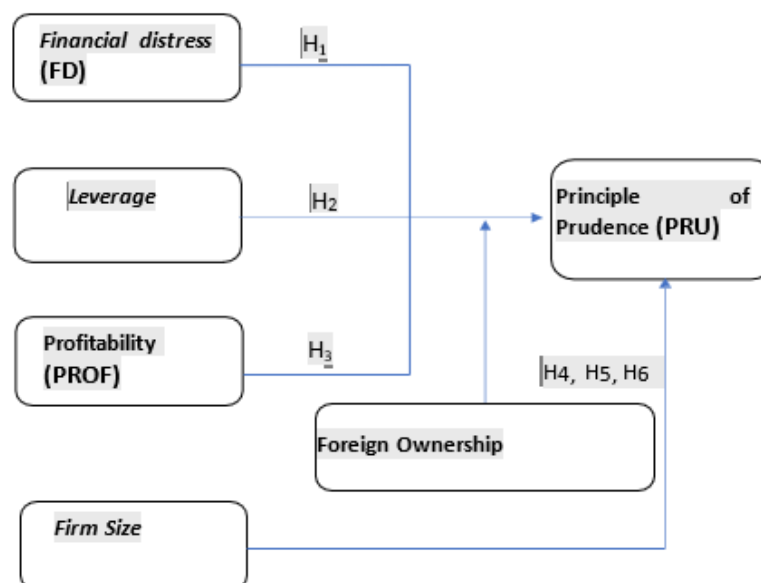 Financial distress
(FD)
H1
Leverage
H2
Principle of
Prudence (PRU)
Profitability
(PROF)
H3
H4, H5, H6
Foreign Ownership
Firm Size